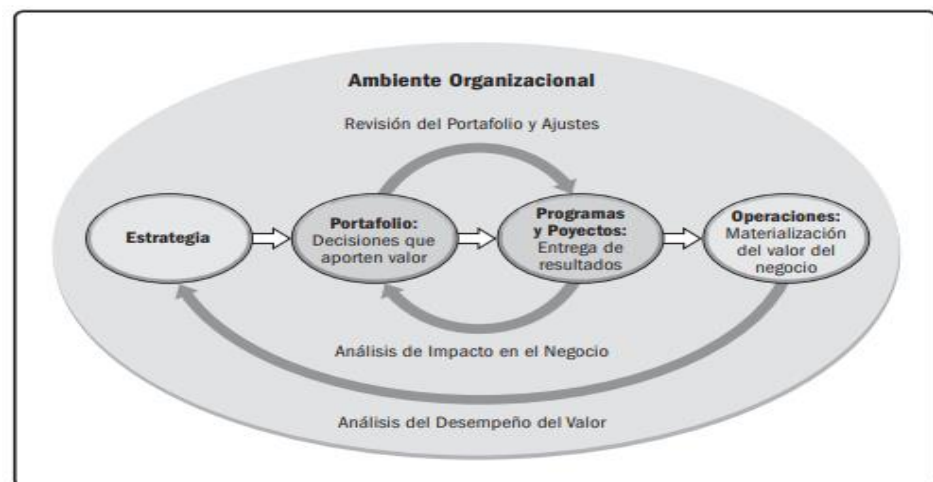 Ambiente Organizacional
Revisión del Portafolio y Ajustes
Estrategia
Portafolio:
Decisiones que
aporten valor
Programas
y Poyectos:
Entrega de
resultados
Operaciones:
Materialización
del valor del
negocio
Análisis de Impacto en el Negocio
Análisis del Desempeño del Valor